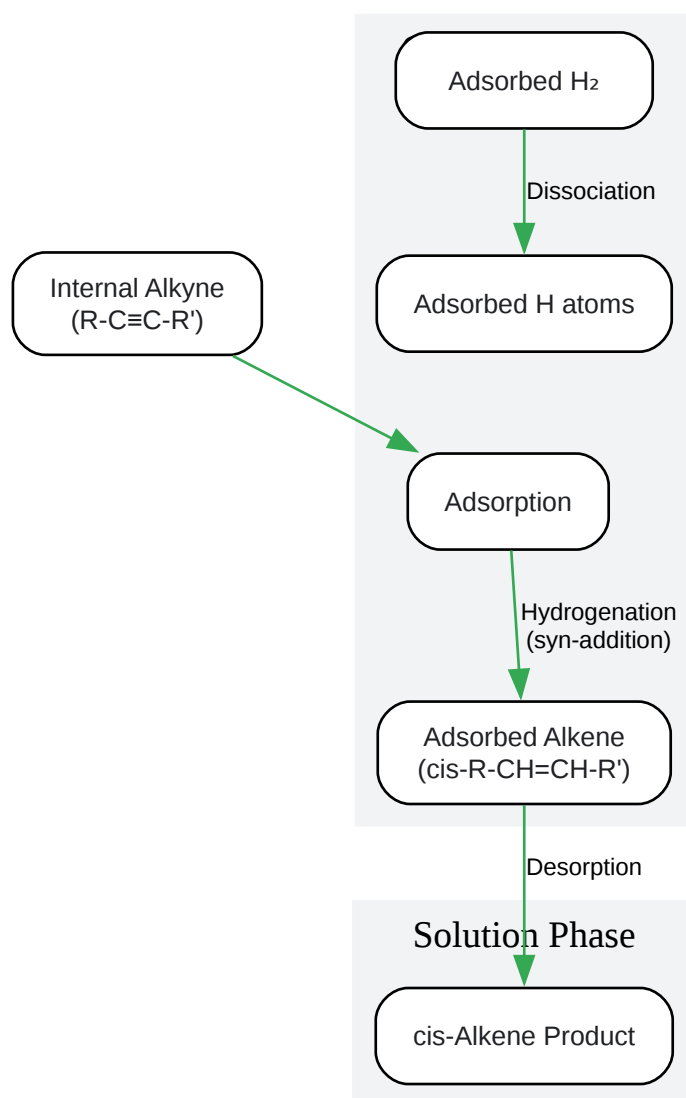 Adsorbed H₂
Dissociation
Internal Alkyne
(R-C≡C-R')
Adsorbed H atoms
Adsorption
Hydrogenation
(syn-addition)
Adsorbed Alkene
(cis-R-CH=CH-R')
Desorption
Solution Phase
cis-Alkene Product